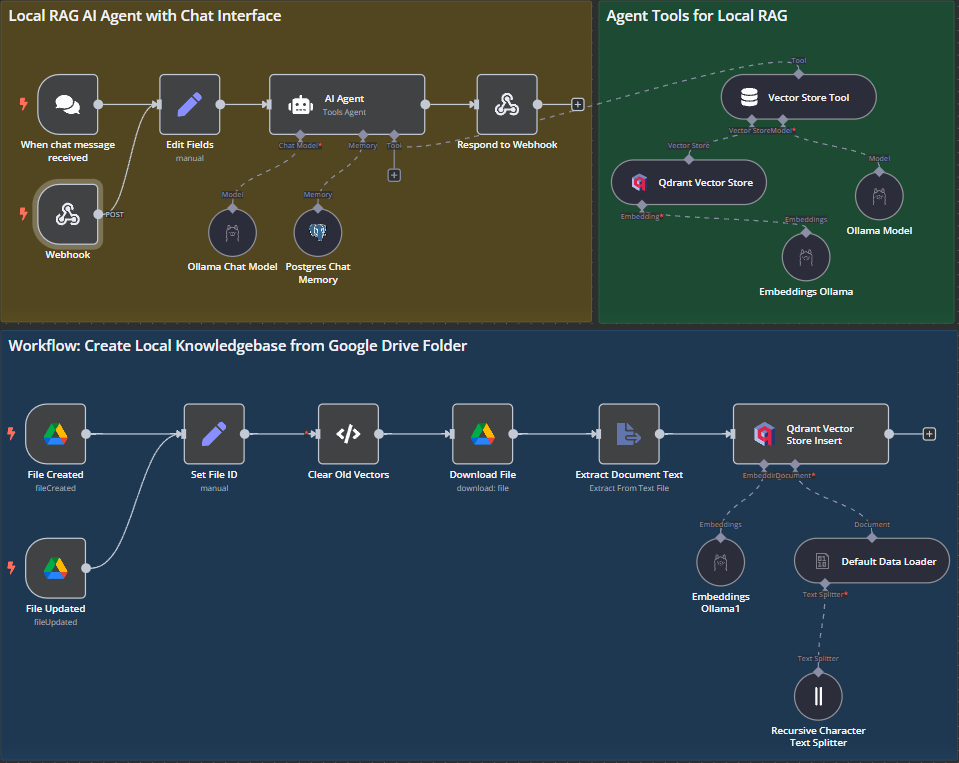 Local RAG AI Agent with Chat Interface
When chat message
received
Edit Fields
manual
AI Agent
Tools Agent
Chat Model*
Memory
Tool
Respond to Webhook
POST
Webhook
Model
Ollama Chat Model
Memory
Postgres Chat
Memory
Agent Tools for Local RAG
Tool
Vector Store Tool
Vector Store
Model*
Vector Store
Qdrant Vector Store
Embedding*
Model
Ollama Model
Embeddings
Embeddings Ollama
Workflow: Create Local Knowledgebase from Google Drive Folder
File Created
fileCreated
File Updated
fileUpdated
Set File ID
manual
</>
Clear Old Vectors
Download File
download: file
Extract Document Text
Extract From Text File
Qdrant Vector
Store Insert
Document*
Embeddings
Embeddings
Ollama1
Document
Default Data Loader
Text Splitter*
Text Splitter
Recursive Character
Text Splitter